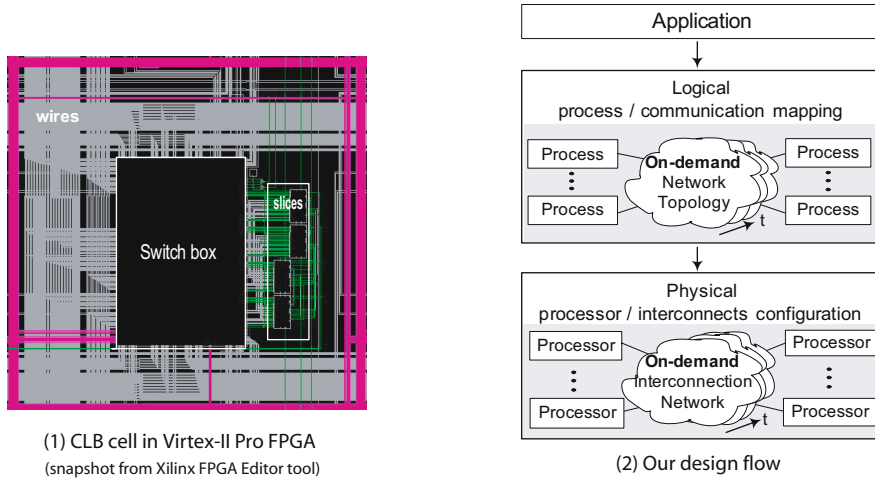 wires
slices
Switch box
(1) CLB cell in Virtex-II Pro FPGA
(snapshot from Xilinx FPGA Editor tool)
Application
Logical
process / communication mapping
Process
On-demand
Network
Topology
Process
Process
Process
t
Physical
processor / interconnects configuration
Processor
On-demand
Interconnection
Network
Processor
Processor
Processor
t
(2) Our design flow